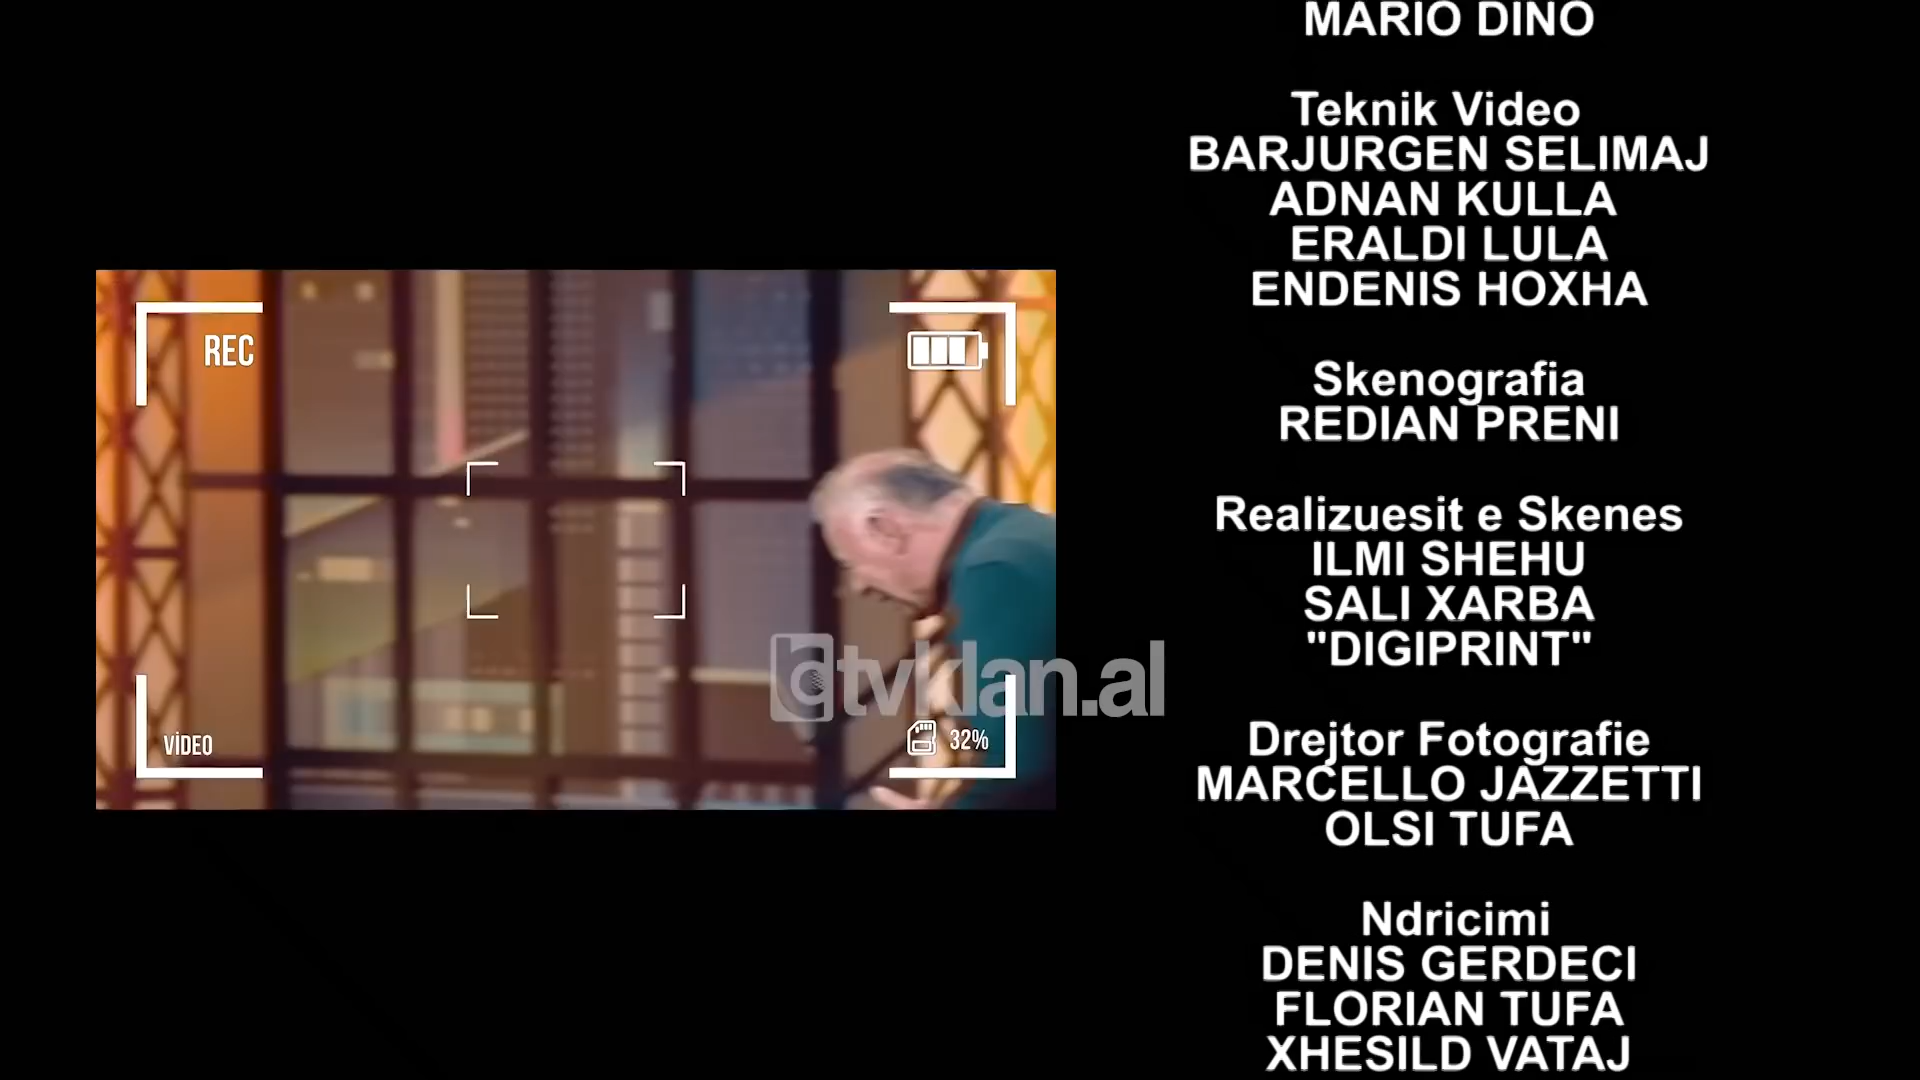 MARIO DINO
Teknik Video
BARJURGEN SELIMAJ
ADNAN KULLA
ERALDI LULA
ENDENIS HOXHA
Skenografia
REDIAN PRENI
Realizuesit e Skenes
ILMI SHEHU
SALI XARBA
"DIGIPRINT"
Drejtor Fotografie
MARCELLO JAZZETTI
OLSI TUFA
Ndricimi
DENIS GERDECI
FLORIAN TUFA
XHESILD VATAJ
REC
VİDEO
32%
tvklan.al